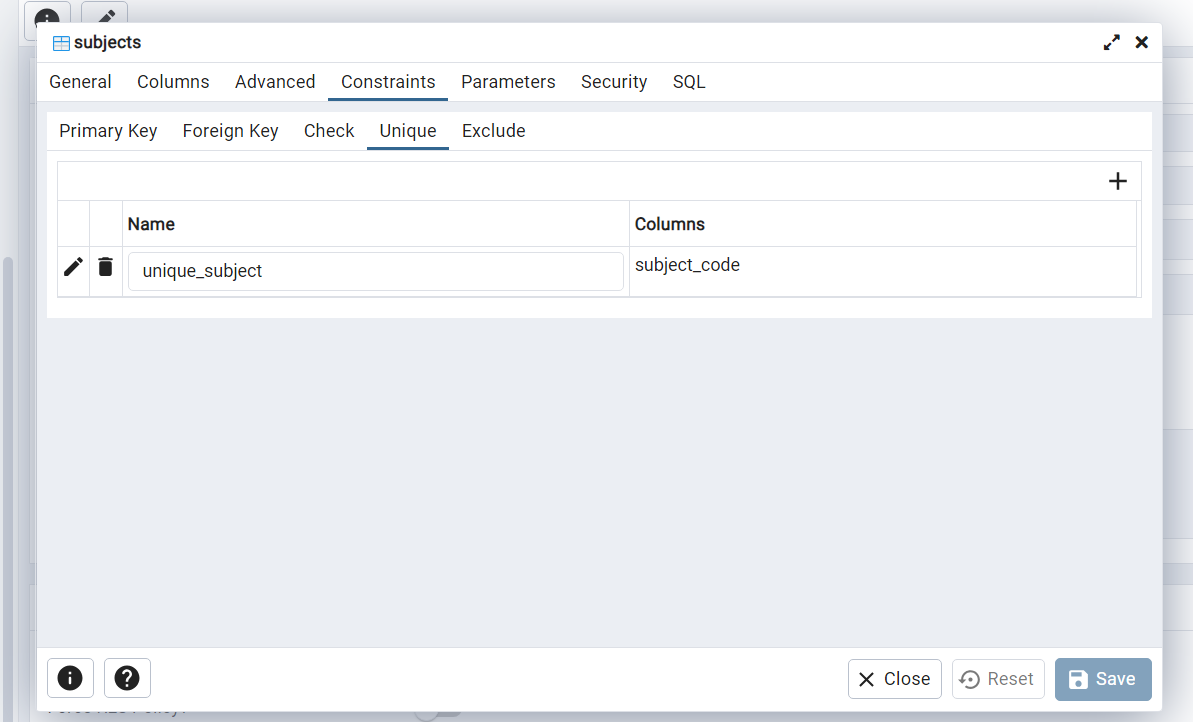 subjects
General Columns Advanced Constraints Parameters Security SQL
Primary Key Foreign Key Check Unique Exclude
Name Columns
unique_subject subject_code
Close Reset Save